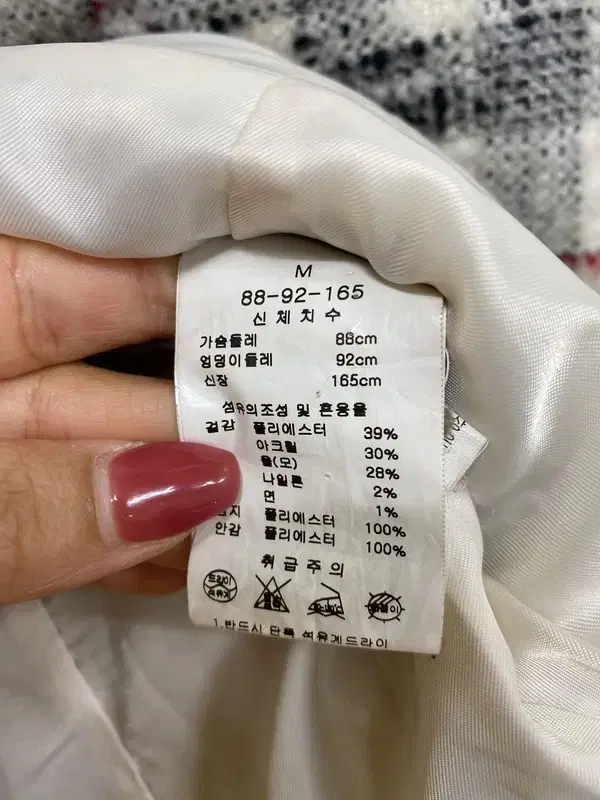 M
88-92-165
신체치수
가슴둘레 88cm
엉덩이둘레 92cm
신장 165cm
섬유의조성 및 혼용율
겉감 폴리에스터 39%
아크릴 30%
울(모) 28%
나일론 2%
면 1%
폴리에스터 100%
안감 폴리에스터 100%
취급주의
드라이
석유계
1.반드시 단독 석유계드라이